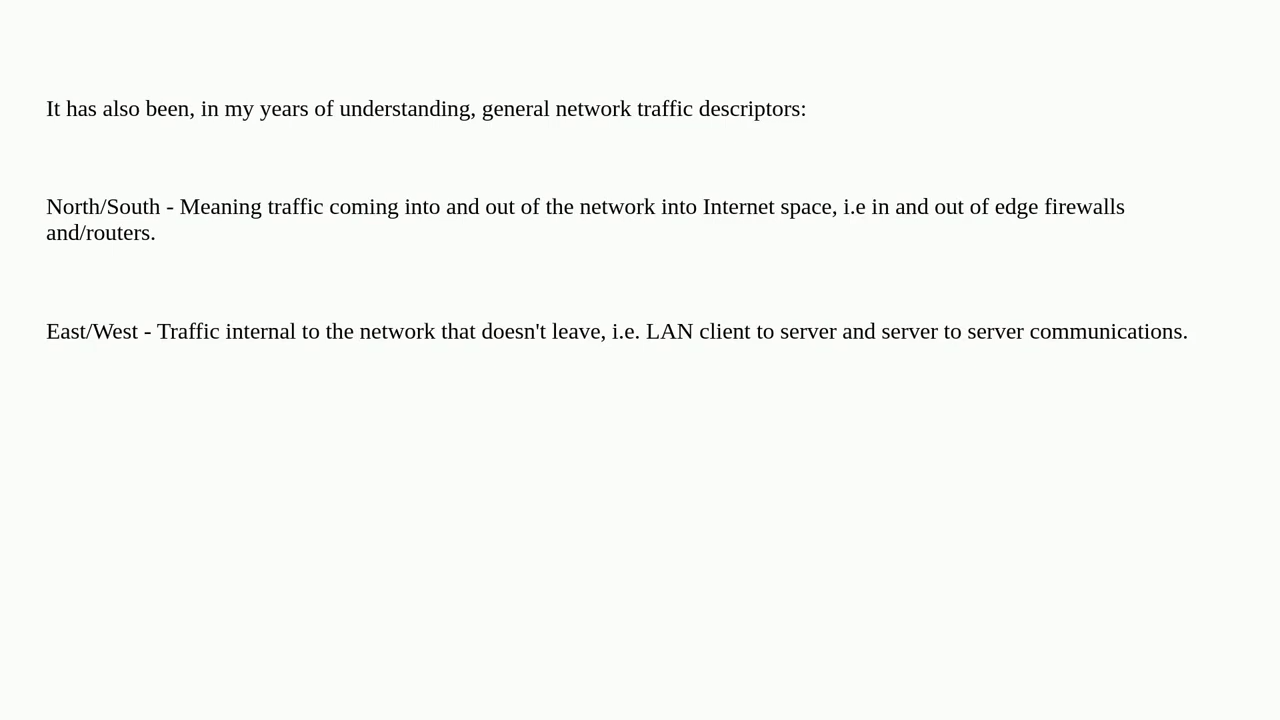 It has also been, in my years of understanding, general network traffic descriptors:
North/South - Meaning traffic coming into and out of the network into Internet space, i.e in and out of edge firewalls
and/routers.
East/West - Traffic internal to the network that doesn't leave, i.e. LAN client to server and server to server communications.